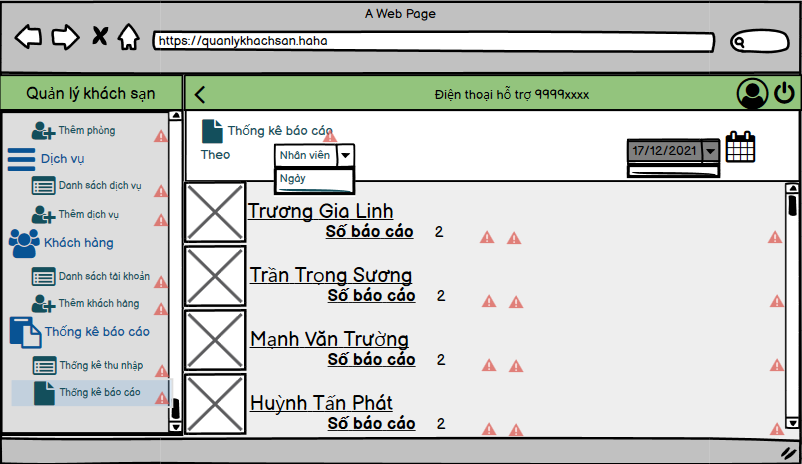 A Web Page
https://quanlykhachsan.haha
Quản lý khách sạn
Điện thoại hỗ trợ 9999xxxx
Thêm phòng
Dịch vụ
Danh sách dịch vụ
Thêm dịch vụ
Khách hàng
Danh sách tài khoản
Thêm khách hàng
Thống kê báo cáo
Thống kê thu nhập
Thống kê báo cáo
Thống kê báo cáo
Theo
Nhân viên
Ngày
17/12/2021
Trương Gia Linh
Số báo cáo 2
Trần Trọng Sương
Số báo cáo 2
Mạnh Văn Trường
Số báo cáo 2
Huỳnh Tấn Phát
Số báo cáo 2